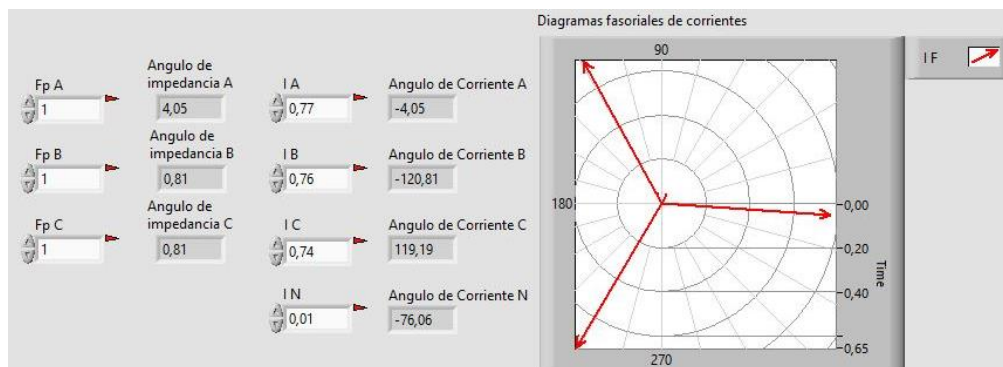 Diagramas fasoriales de corrientes
I F
Fp A
1
Angulo de
impedancia A
4,05
I A
0,77
Angulo de Corriente A
-4,05
Fp B
1
Angulo de
impedancia B
0,81
I B
0,76
Angulo de Corriente B
-120,81
Fp C
1
Angulo de
impedancia C
0,81
I C
0,74
Angulo de Corriente C
119,19
I N
0,01
Angulo de Corriente N
-76,06
90
180
270
-0,00
-0,20
-0,40
-0,65
Time